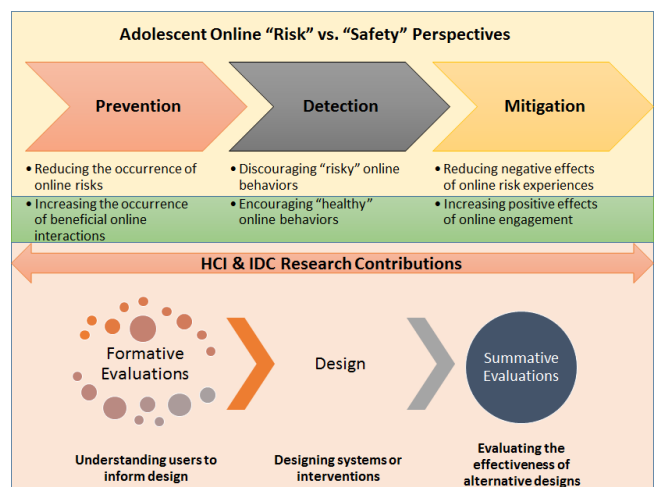 Adolescent Online “Risk” vs. “Safety” Perspectives
Prevention
Detection
Mitigation
• Reducing the occurrence of
online risks
• Discouraging “risky” online
behaviors
• Reducing negative effects
of online risk experiences
• Increasing the occurrence
of beneficial online
interactions
• Encouraging “healthy”
online behaviors
• Increasing positive effects
of online engagement
HCI & IDC Research Contributions
Formative
Evaluations
Design
Summative
Evaluations
Understanding users to
inform design
Designing systems or
interventions
Evaluating the
effectiveness of
alternative designs